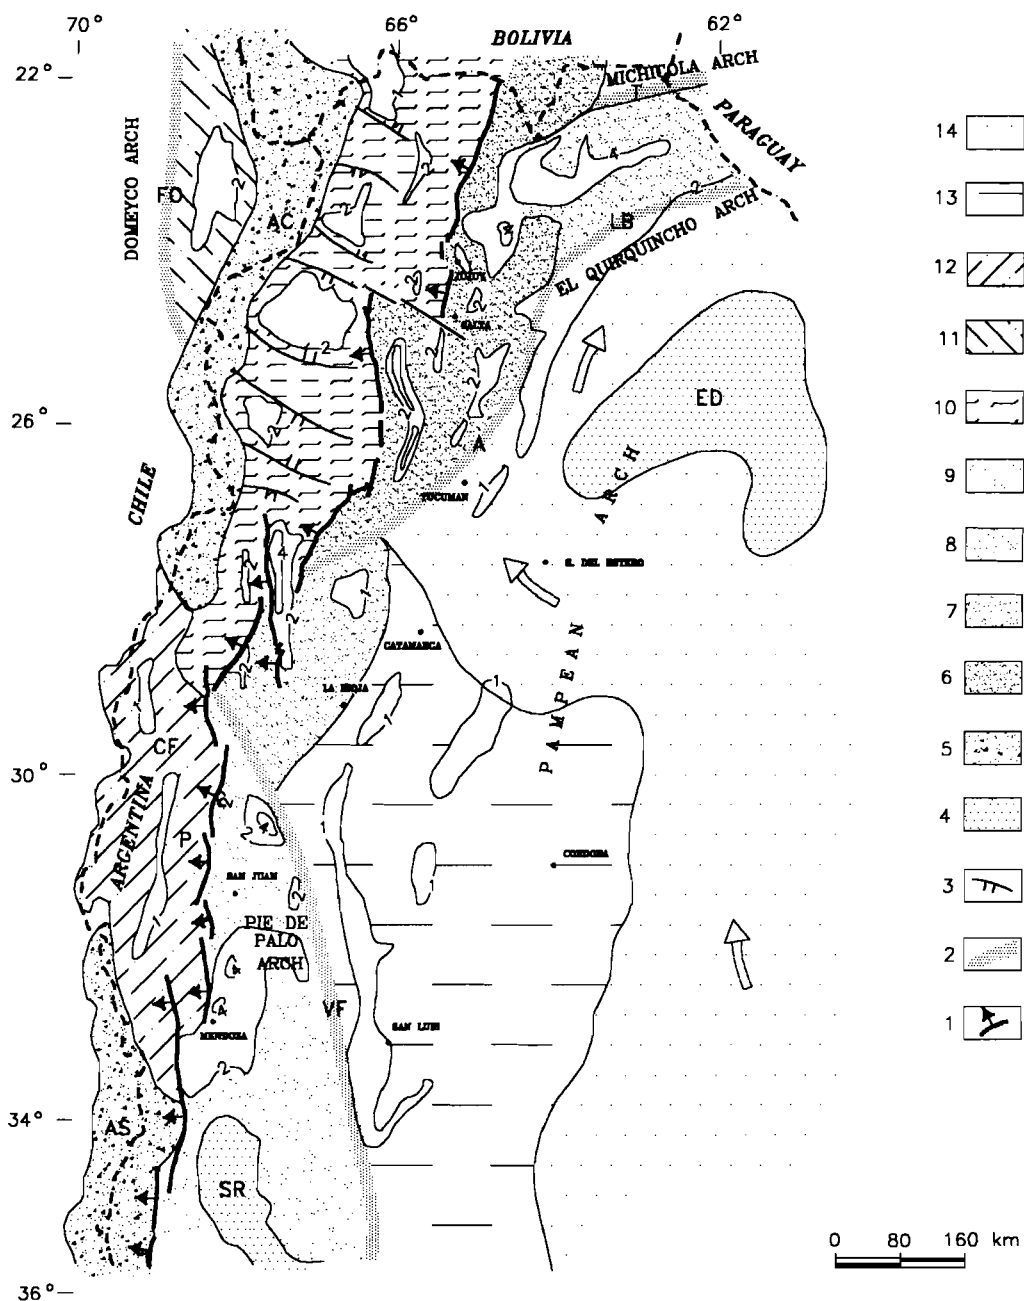 70°
66°
62°
BOLIVIA
22°
MICHICOLA ARCH
PARAGUAY
DOMEYCO ARCH
FO
AC
LB
EL QUIRQUINCHO ARCH
JUJUY
SALTA
ED
26°
A
TUCUMAN
CHILE
PAMPEAN ARCH
S. DEL ESTERO
CATAMARCA
LA RIOJA
CF
30°
ARGENTINA
P
CORDOBA
SAN JUAN
PIE DE
PALO
ARCH
VF
MENDOZA
SAN LUIS
34°
AS
SR
36°
14
13
12
11
10
9
8
7
6
5
4
3
2
1
0 80 160 km